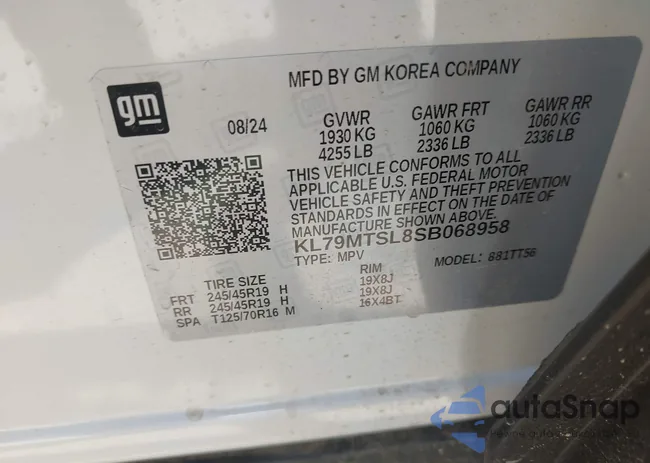 MFD BY GM KOREA COMPANY
gm
08/24
GVWR GAWR FRT GAWR RR
1930 KG 1060 KG 1060 KG
4255 LB 2336 LB 2336 LB
THIS VEHICLE CONFORMS TO ALL
APPLICABLE U.S. FEDERAL MOTOR
VEHICLE SAFETY AND THEFT PREVENTION
STANDARDS IN EFFECT ON THE DATE OF
MANUFACTURE SHOWN ABOVE.
KL79MTSL8SB068958
TYPE: MPV MODEL: 881TT56
TIRE SIZE RIM
FRT 245/45R19 H 19X8J
RR 245/45R19 H 19X8J
SPA T125/70R16 M 16X4BT
autoSnap